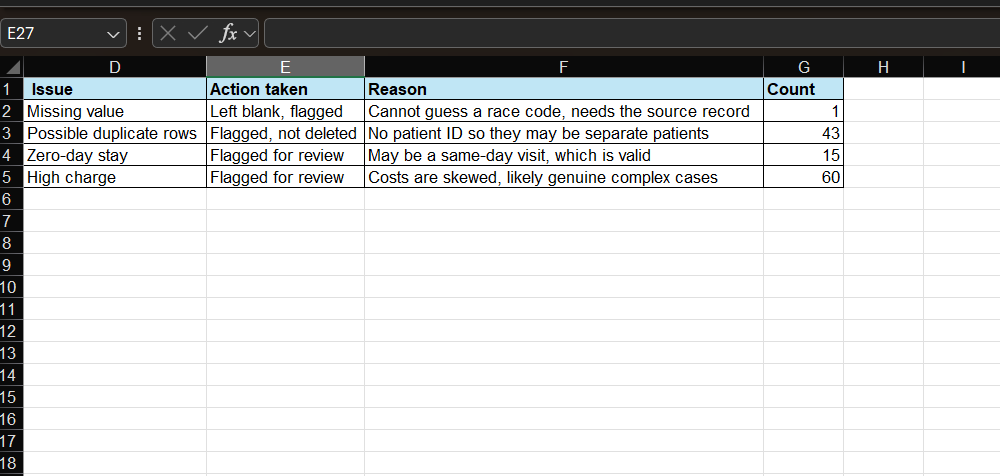 E27 fx
D E F G H I
1 Issue Action taken Reason Count
2 Missing value Left blank, flagged Cannot guess a race code, needs the source record 1
3 Possible duplicate rows Flagged, not deleted No patient ID so they may be separate patients 43
4 Zero-day stay Flagged for review May be a same-day visit, which is valid 15
5 High charge Flagged for review Costs are skewed, likely genuine complex cases 60
6
7
8
9
10
11
12
13
14
15
16
17
18